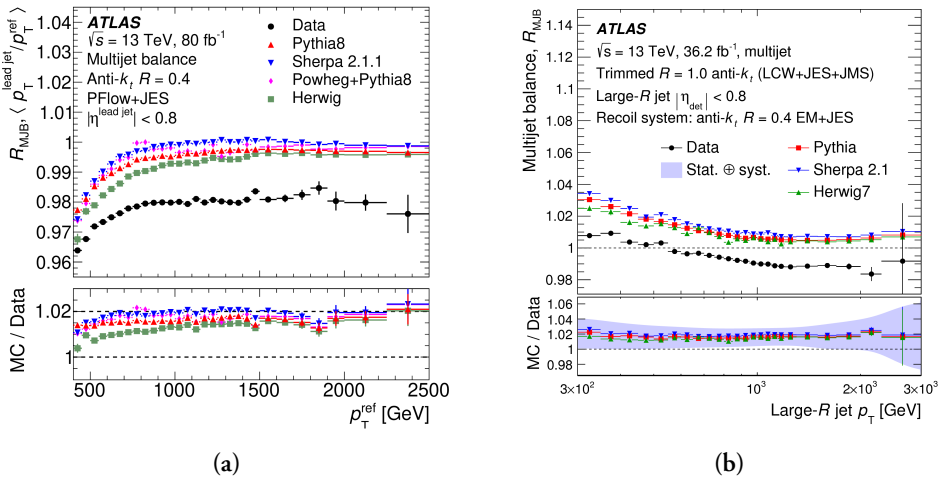 ATLAS
√s = 13 TeV, 80 fb⁻¹
Multijet balance
Anti-kₜ R = 0.4
PFlow+JES
|η^lead jet| < 0.8
Data
Pythia8
Sherpa 2.1.1
Powheg+Pythia8
Herwig
R_MJB, ⟨ p_T^lead jet/p_T^ref ⟩
1.04
1.03
1.02
1.01
1
0.99
0.98
0.97
0.96
MC / Data
1.02
1
500 1000 1500 2000 2500
p_T^ref [GeV]
(a)
ATLAS
√s = 13 TeV, 36.2 fb⁻¹, multijet
Trimmed R = 1.0 anti-kₜ (LCW+JES+JMS)
Large-R jet |η_det| < 0.8
Recoil system: anti-kₜ R = 0.4 EM+JES
Data
Stat. ⊕ syst.
Pythia
Sherpa 2.1
Herwig7
Multijet balance, R_MJB
1.14
1.12
1.10
1.08
1.06
1.04
1.02
1
0.98
MC / Data
1.06
1.04
1.02
1
0.98
3×10² 10³ 2×10³ 3×10³
Large-R jet p_T [GeV]
(b)